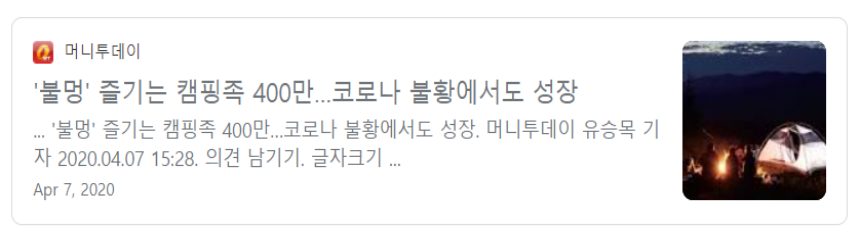 머니투데이
'불멍' 즐기는 캠핑족 400만...코로나 불황에서도 성장
... '불멍' 즐기는 캠핑족 400만...코로나 불황에서도 성장. 머니투데이 유승목 기
자 2020.04.07 15:28. 의견 남기기. 글자크기 ...
Apr 7, 2020